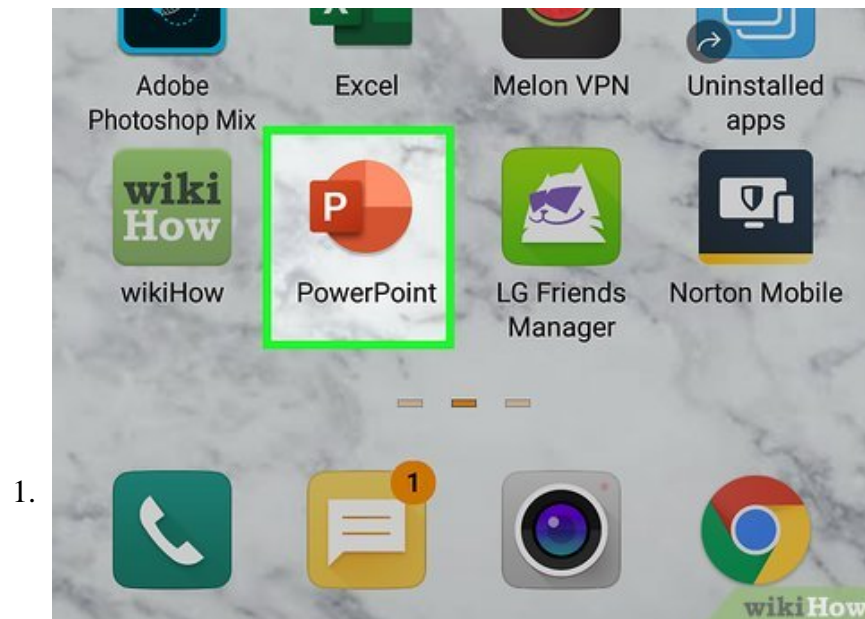 Adobe
Photoshop Mix
Excel
Melon VPN
Uninstalled
apps
wiki
How
wikiHow
P
PowerPoint
LG Friends
Manager
Norton Mobile
1
1.
wikiHow